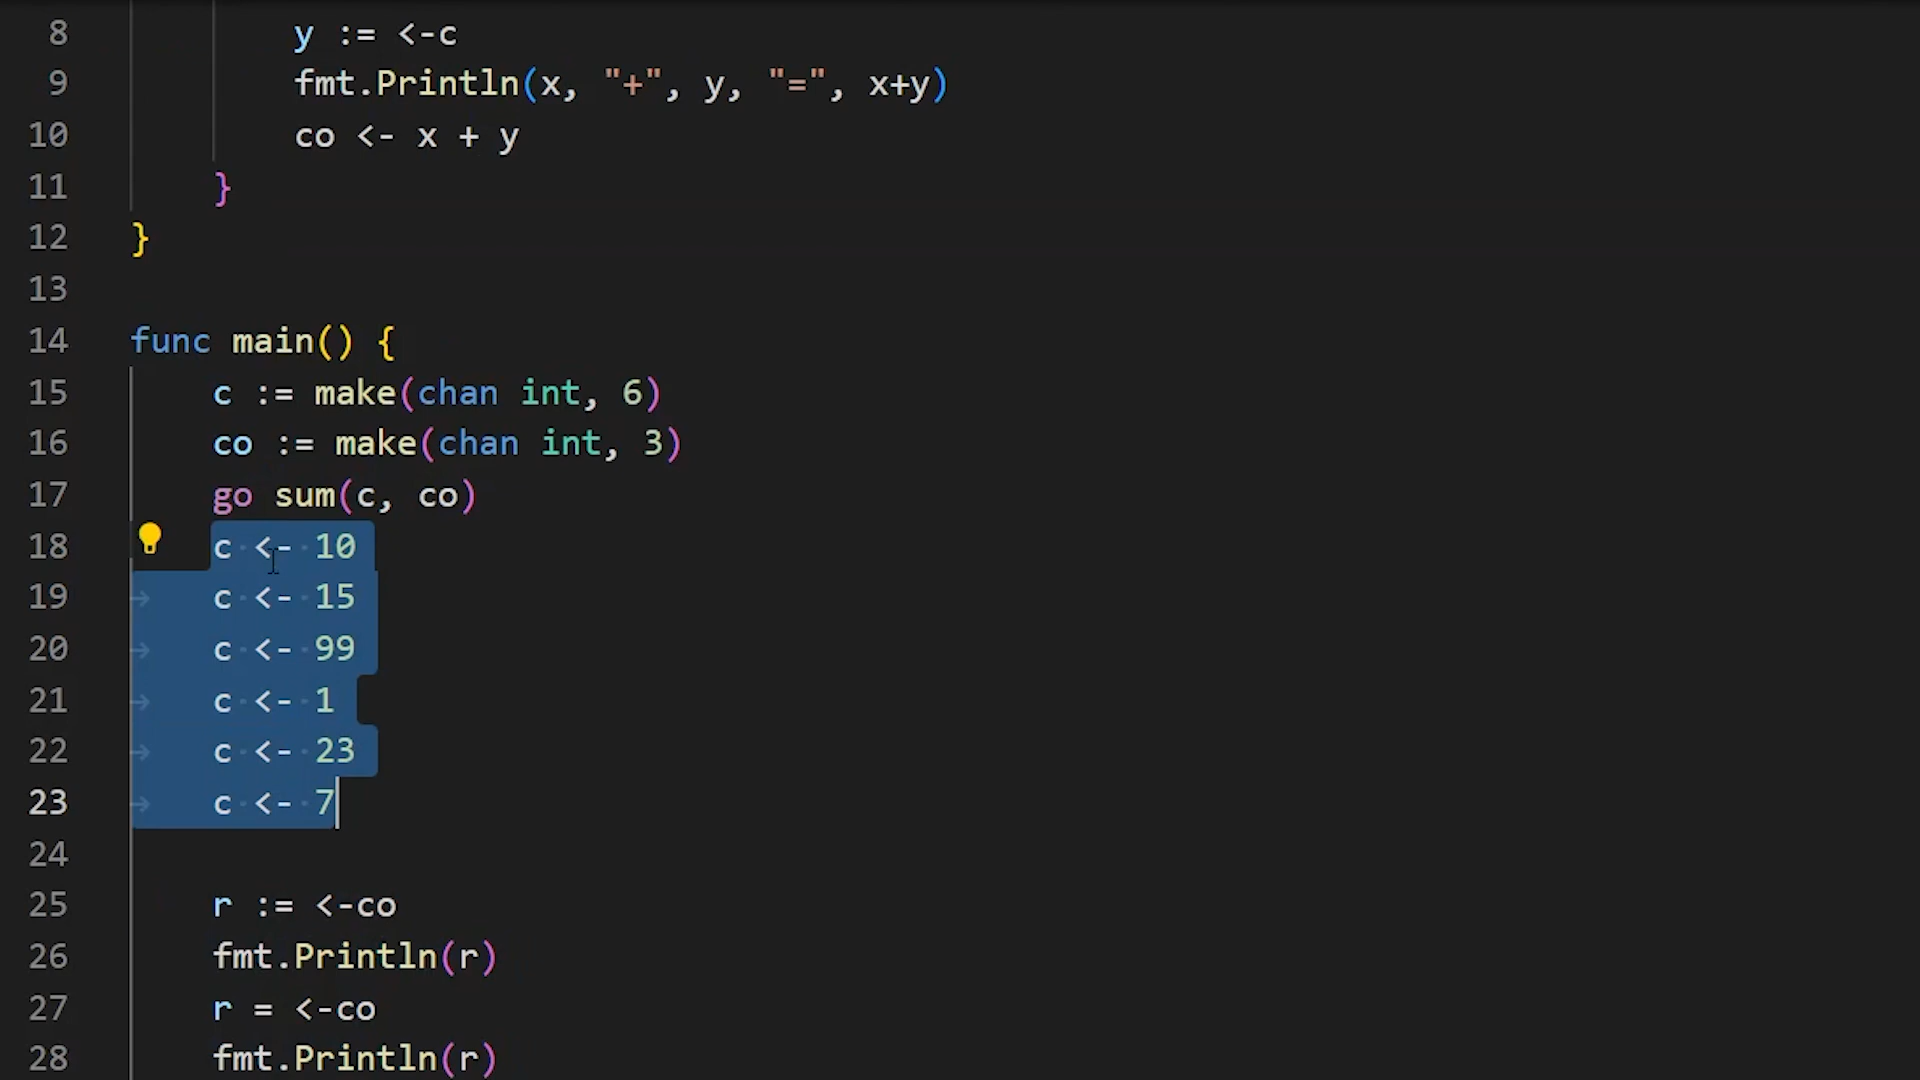 8 y := <-c
9 fmt.Println(x, "+", y, "=", x+y)
10 co <- x + y
11 }
12 }
13
14 func main() {
15 c := make(chan int, 6)
16 co := make(chan int, 3)
17 go sum(c, co)
18 c <- 10
19 c <- 15
20 c <- 99
21 c <- 1
22 c <- 23
23 c <- 7
24
25 r := <-co
26 fmt.Println(r)
27 r = <-co
28 fmt.Println(r)